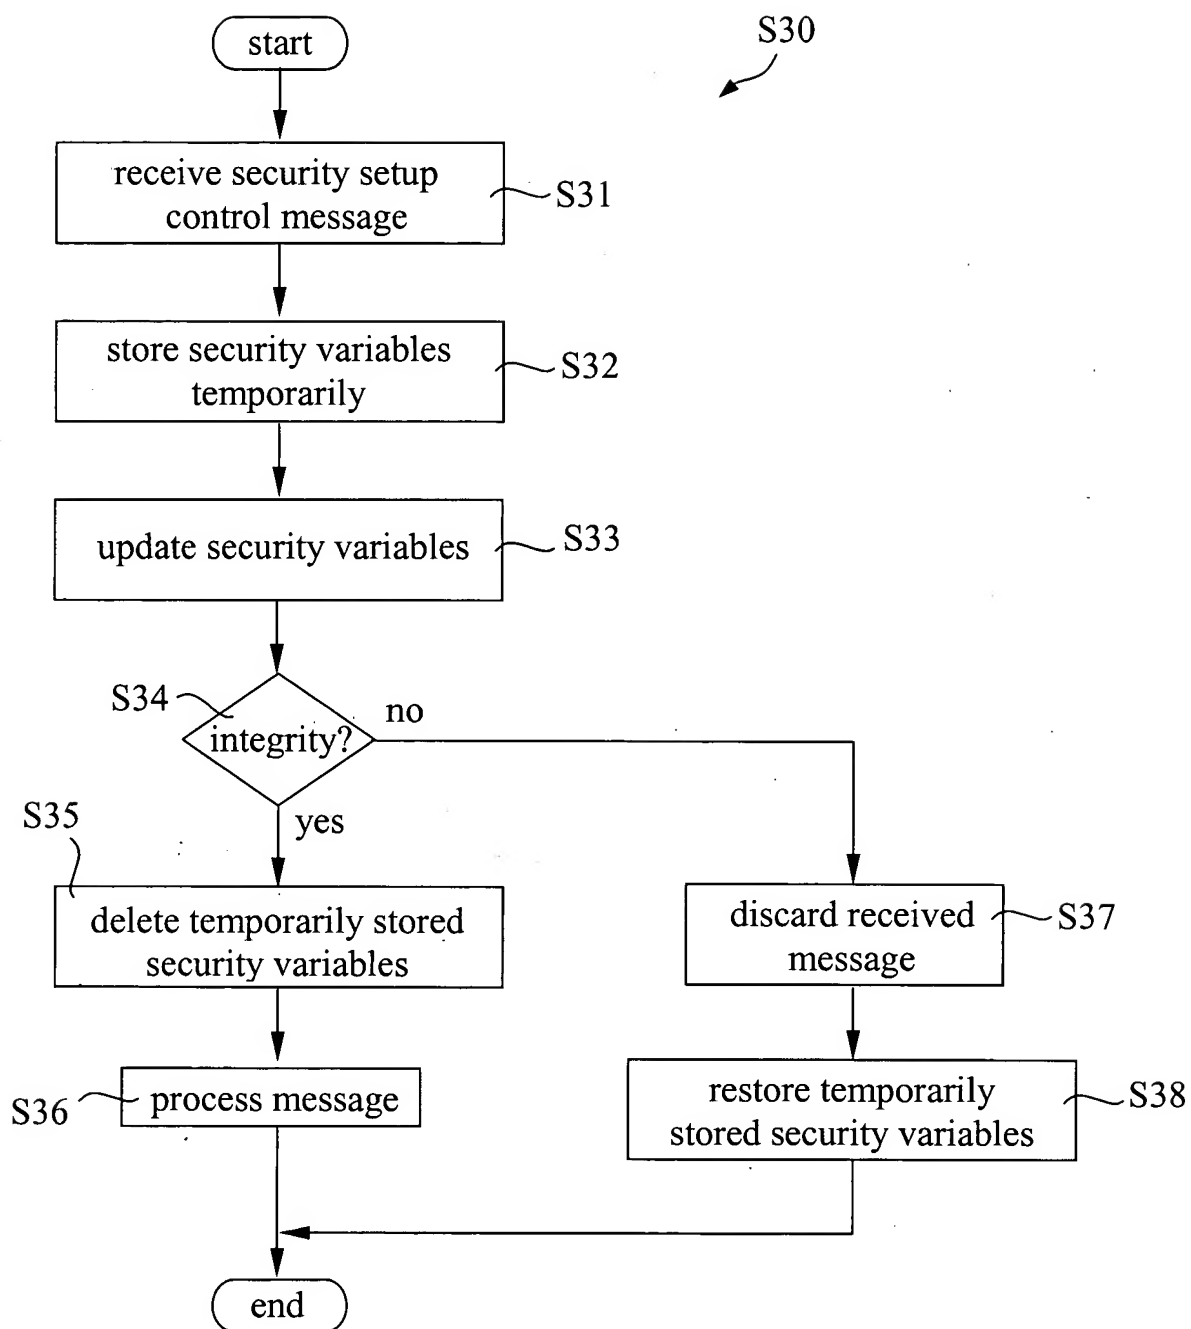 start
S30
receive security setup
control message
S31
store security variables
temporarily
S32
update security variables
S33
S34
integrity?
no
yes
S35
delete temporarily stored
security variables
discard received
message
S37
S36
process message
restore temporarily
stored security variables
S38
end